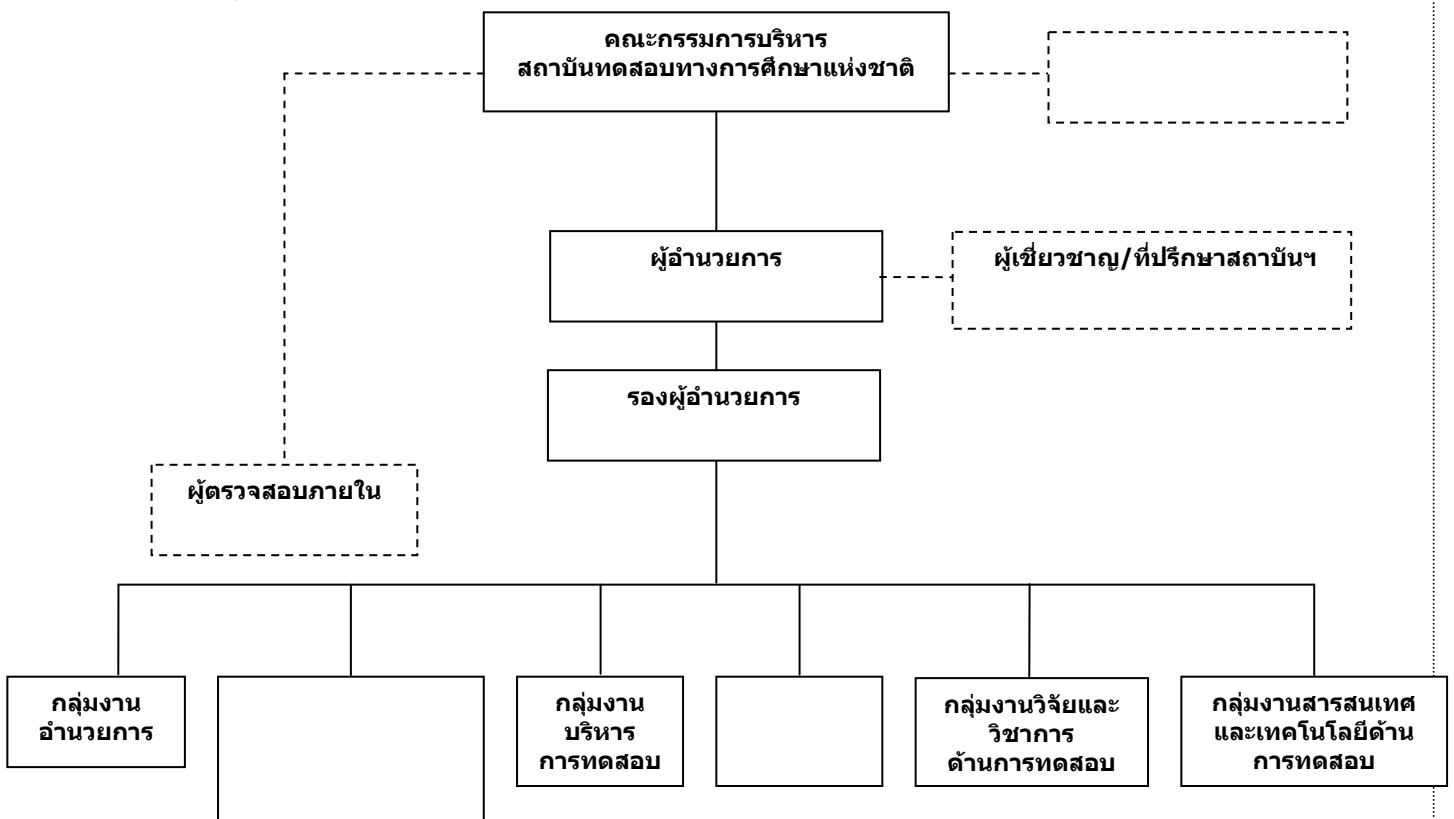 คณะกรรมการบริหาร
สถาบันทดสอบทางการศึกษาแห่งชาติ
ผู้อำนวยการ
ผู้เชี่ยวชาญ/ที่ปรึกษาสถาบันฯ
รองผู้อำนวยการ
ผู้ตรวจสอบภายใน
กลุ่มงาน
อำนวยการ
กลุ่มงาน
บริหาร
การทดสอบ
กลุ่มงานวิจัยและ
วิชาการ
ด้านการทดสอบ
กลุ่มงานสารสนเทศ
และเทคโนโลยีด้าน
การทดสอบ